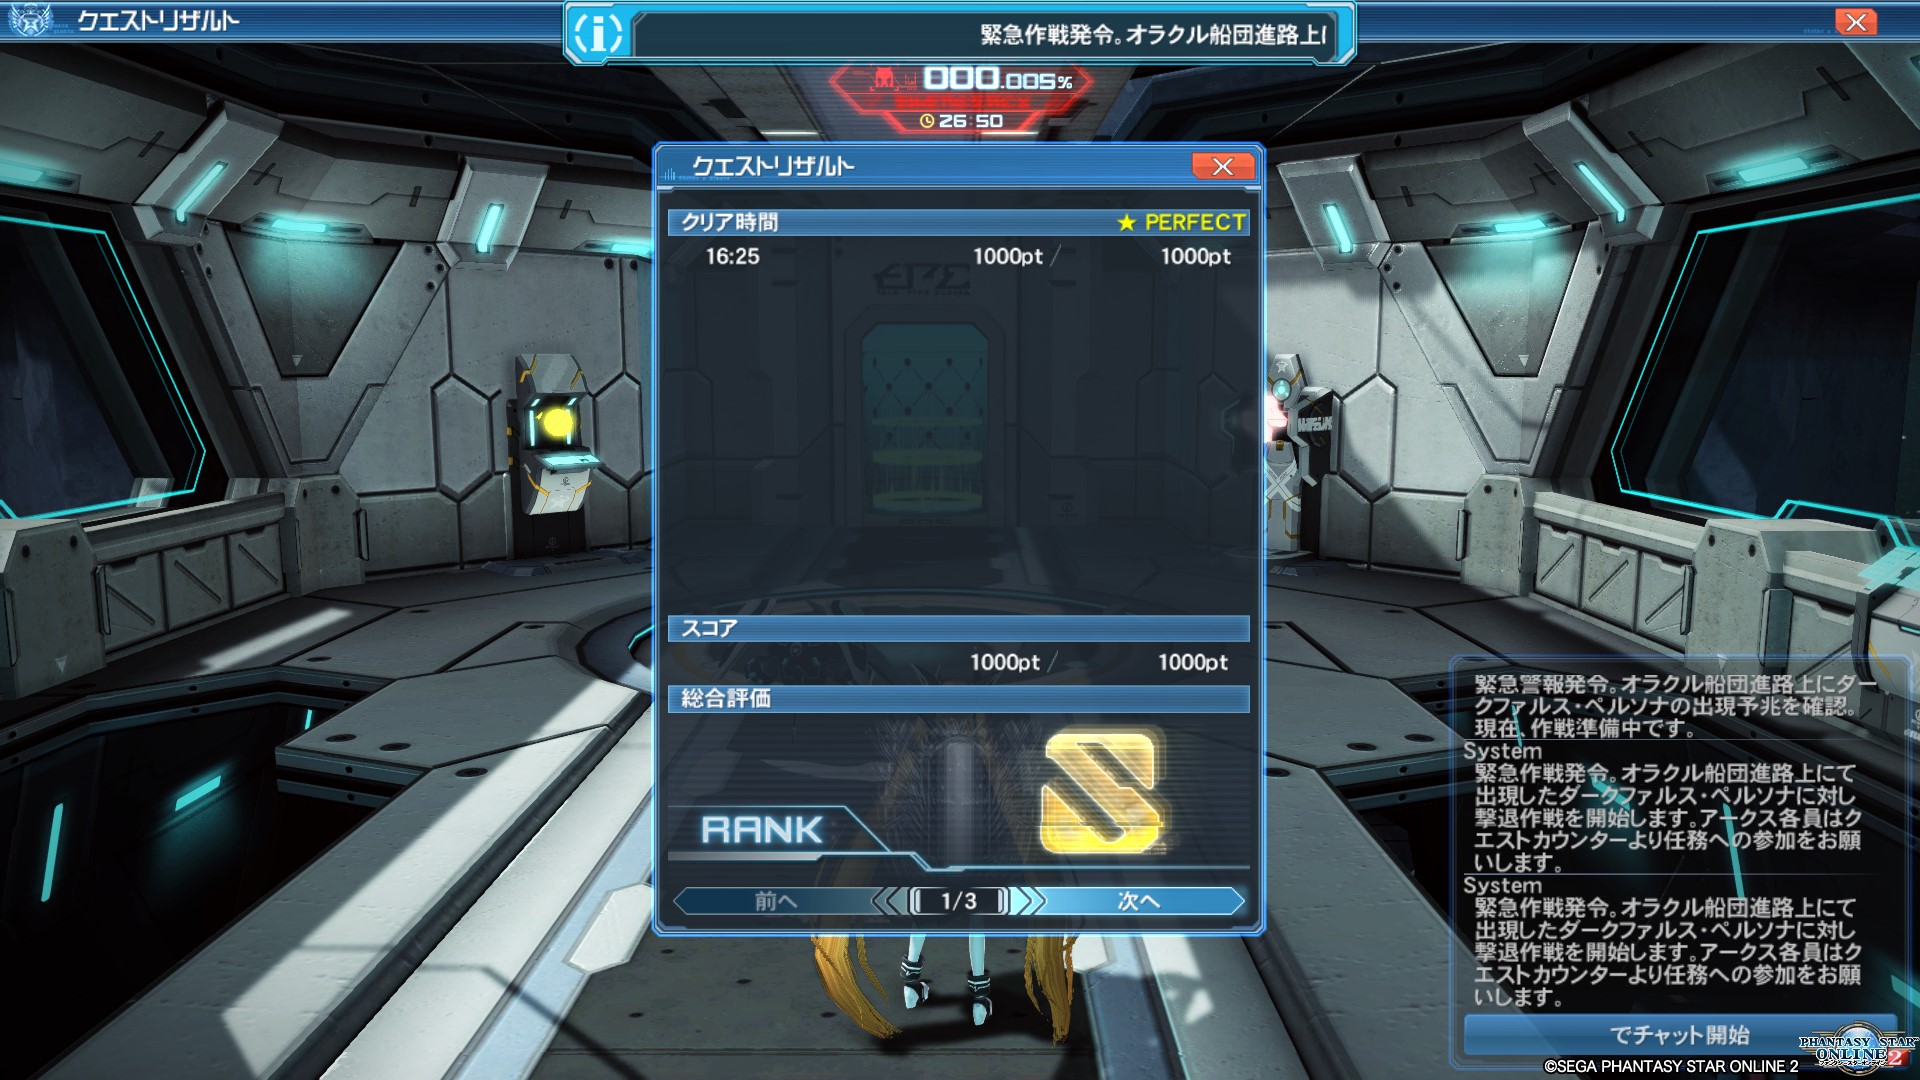 クエストリザルト
緊急作戦発令。オラクル船団進路上に
000.005%
26:50
クエストリザルト
クリア時間
★ PERFECT
16:25 1000pt / 1000pt
スコア
1000pt / 1000pt
総合評価
RANK S
前へ 1/3 次へ
緊急警報発令。オラクル船団進路上にダー
クファルス・ペルソナの出現予兆を確認。
現在、作戦準備中です。
System
緊急作戦発令。オラクル船団進路上にて
出現したダークファルス・ペルソナに対し
撃退作戦を開始します。アークス各員はク
エストカウンターより任務への参加をお願
いします。
System
緊急作戦発令。オラクル船団進路上にて
出現したダークファルス・ペルソナに対し
撃退作戦を開始します。アークス各員はク
エストカウンターより任務への参加をお願
いします。
でチャット開始
PHANTASY STAR
ONLINE 2
©SEGA PHANTASY STAR ONLINE 2